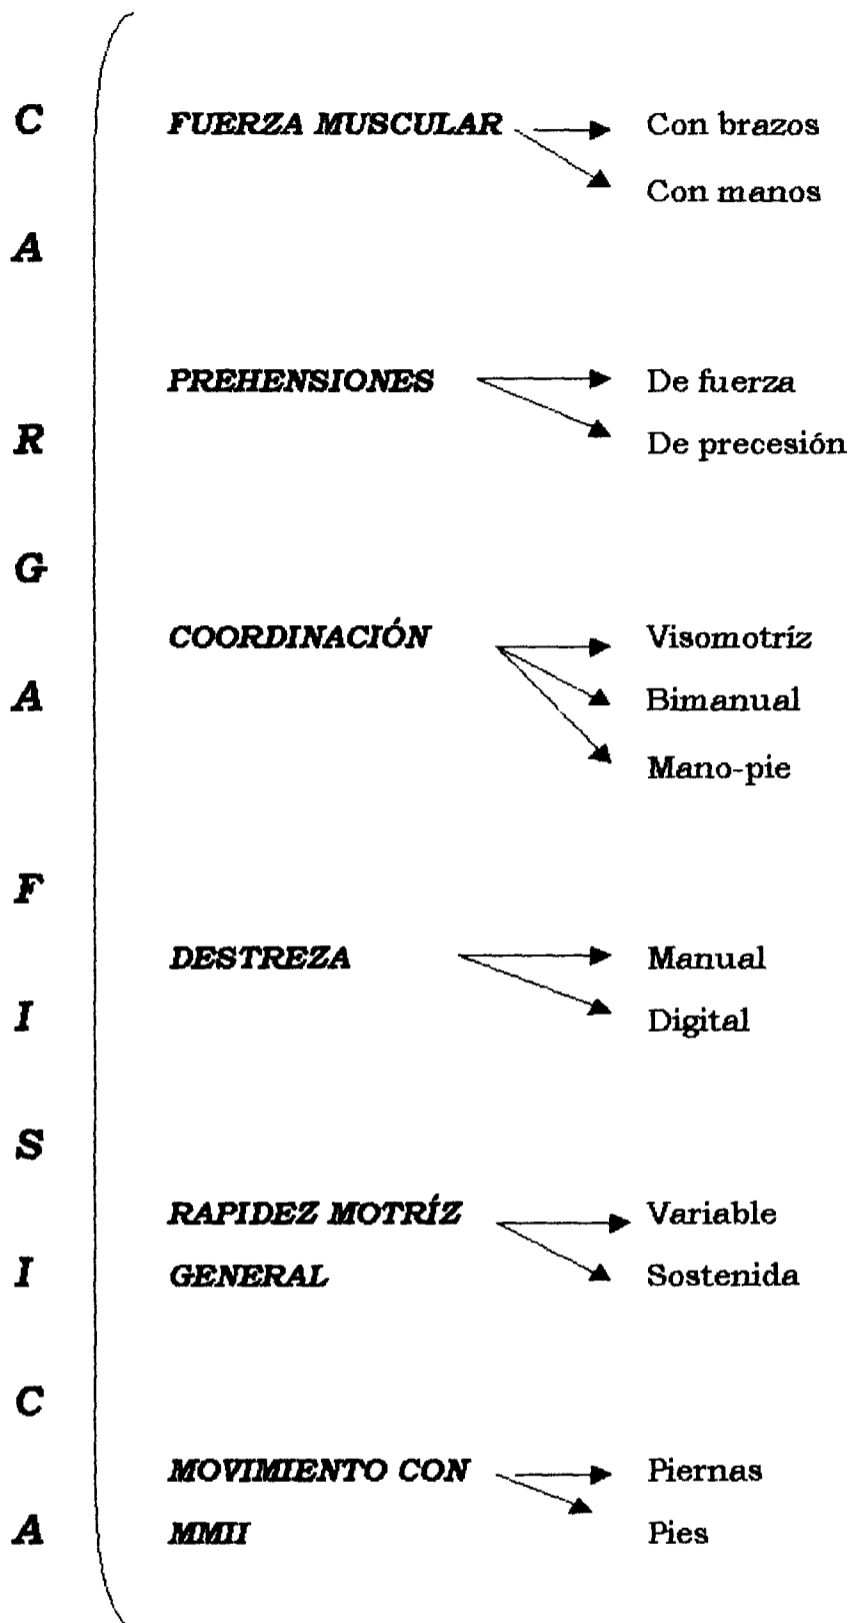 C FUERZA MUSCULAR Con brazos
Con manos
A
PREHENSIONES De fuerza
R De precesión
G
COORDINACIÓN Visomotríz
A Bimanual
Mano-pie
F
DESTREZA Manual
I Digital
S
RAPIDEZ MOTRÍZ Variable
I GENERAL Sostenida
C
MOVIMIENTO CON Piernas
A MMII Pies